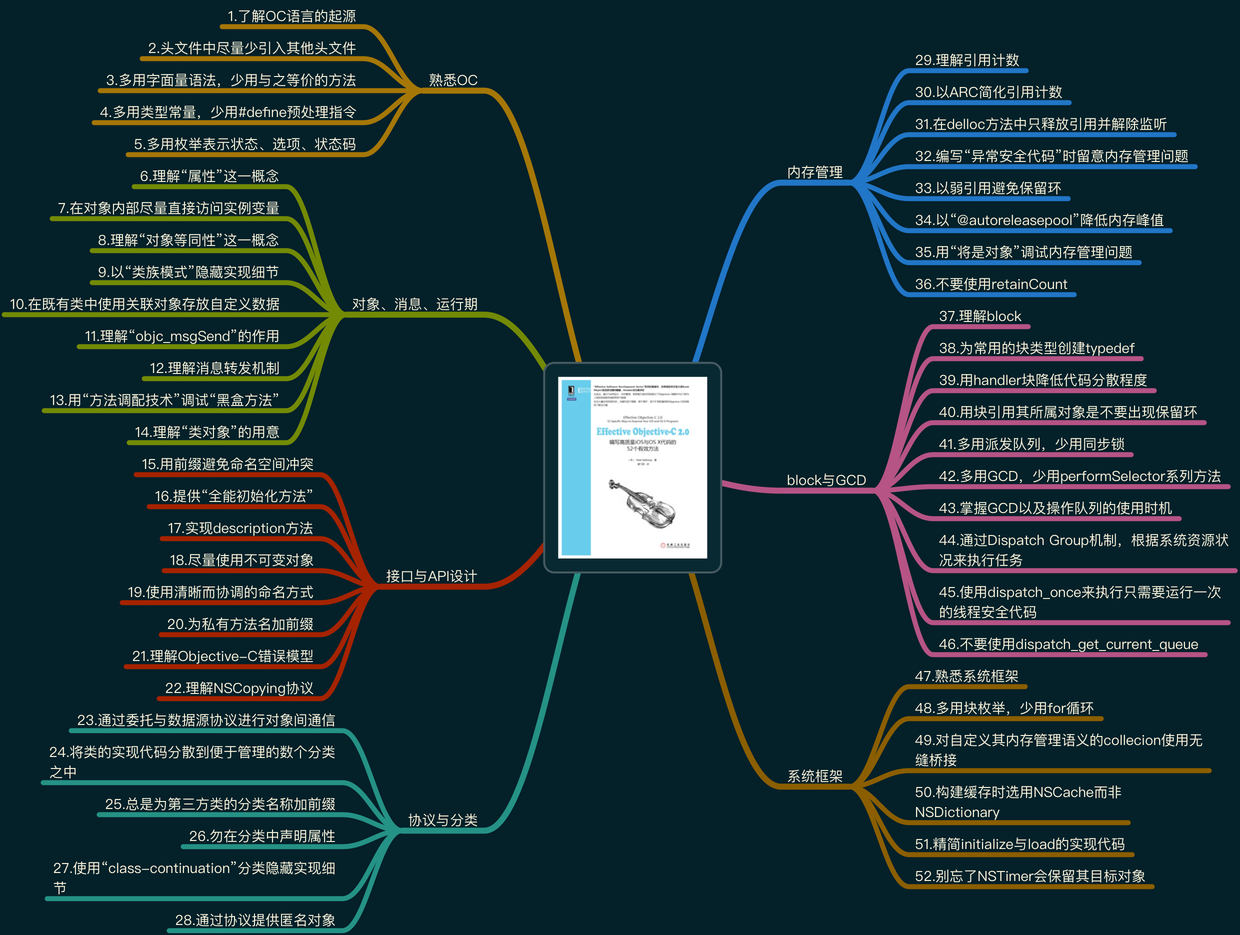 熟悉OC
1.了解OC语言的起源
2.头文件中尽量少引入其他头文件
3.多用字面量语法，少用与之等价的方法
4.多用类型常量，少用#define预处理指令
5.多用枚举表示状态、选项、状态码
对象、消息、运行期
6.理解“属性”这一概念
7.在对象内部尽量直接访问实例变量
8.理解“对象等同性”这一概念
9.以“类族模式”隐藏实现细节
10.在既有类中使用关联对象存放自定义数据
11.理解“objc_msgSend”的作用
12.理解消息转发机制
13.用“方法调配技术”调试“黑盒方法”
14.理解“类对象”的用意
接口与API设计
15.用前缀避免命名空间冲突
16.提供“全能初始化方法”
17.实现description方法
18.尽量使用不可变对象
19.使用清晰而协调的命名方式
20.为私有方法名加前缀
21.理解Objective-C错误模型
22.理解NSCopying协议
协议与分类
23.通过委托与数据源协议进行对象间通信
24.将类的实现代码分散到便于管理的数个分类
之中
25.总是为第三方类的分类名称加前缀
26.勿在分类中声明属性
27.使用“class-continuation”分类隐藏实现细
节
28.通过协议提供匿名对象
Effective Objective-C 2.0
编写高质量iOS与OS X代码的
52个有效方法
内存管理
29.理解引用计数
30.以ARC简化引用计数
31.在delloc方法中只释放引用并解除监听
32.编写“异常安全代码”时留意内存管理问题
33.以弱引用避免保留环
34.以“@autoreleasepool”降低内存峰值
35.用“将是对象”调试内存管理问题
36.不要使用retainCount
block与GCD
37.理解block
38.为常用的块类型创建typedef
39.用handler块降低代码分散程度
40.用块引用其所属对象是不要出现保留环
41.多用派发队列，少用同步锁
42.多用GCD，少用performSelector系列方法
43.掌握GCD以及操作队列的使用时机
44.通过Dispatch Group机制，根据系统资源状
况来执行任务
45.使用dispatch_once来执行只需要运行一次
的线程安全代码
46.不要使用dispatch_get_current_queue
系统框架
47.熟悉系统框架
48.多用块枚举，少用for循环
49.对自定义其内存管理语义的collecion使用无
缝桥接
50.构建缓存时选用NSCache而非
NSDictionary
51.精简initialize与load的实现代码
52.别忘了NSTimer会保留其目标对象